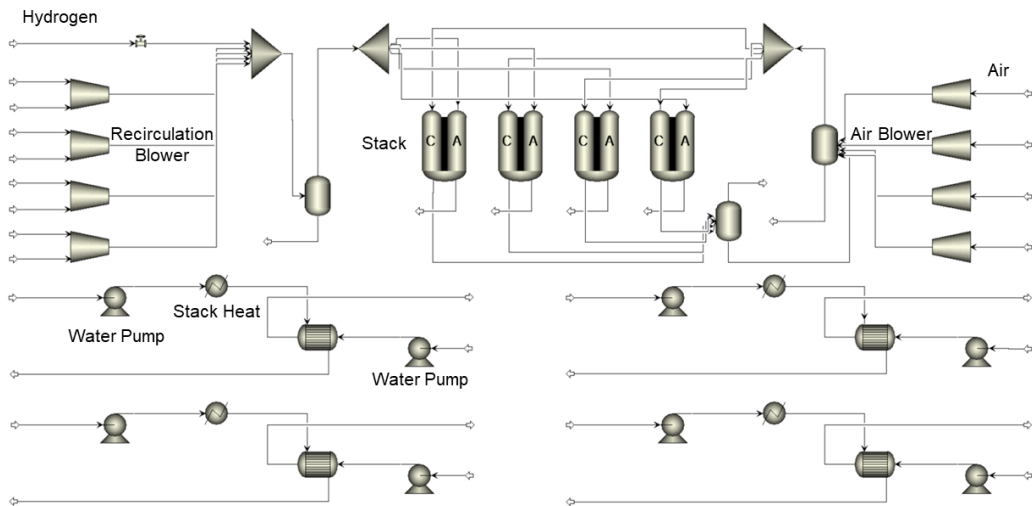 Hydrogen
Air
Recirculation
Blower
Stack
Air Blower
C A
C A
C A
C A
Stack Heat
Water Pump
Water Pump